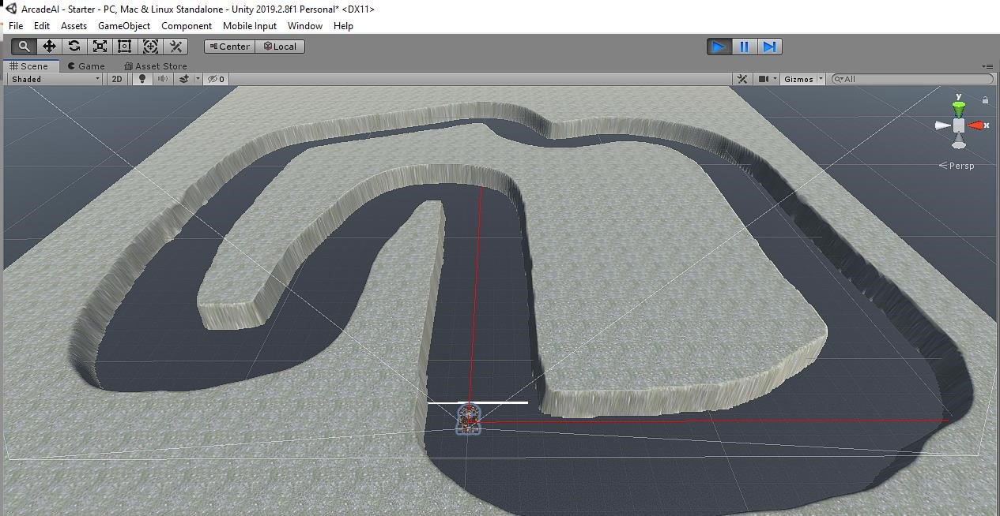 ArcadeAI - Starter - PC, Mac & Linux Standalone - Unity 2019.2.8f1 Personal* <DX11>
File Edit Assets GameObject Component Mobile Input Window Help
Center Local
Scene Game Asset Store
Shaded 2D 0 Gizmos All
y
x
Persp